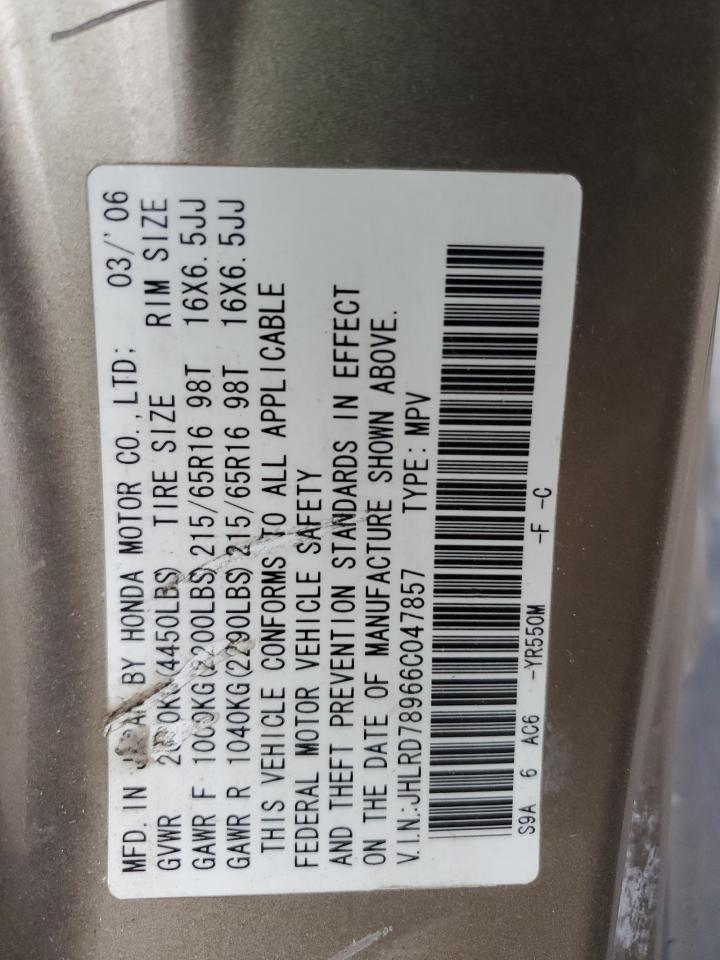 MFD. IN BY HONDA MOTOR CO., LTD; 03/'06
GVWR (4450LBS) TIRE SIZE RIM SIZE
GAWR F (2200LBS) 215/65R16 98T 16X6.5JJ
GAWR R 1040KG (2290LBS) 215/65R16 98T 16X6.5JJ
THIS VEHICLE CONFORMS TO ALL APPLICABLE
FEDERAL MOTOR VEHICLE SAFETY
AND THEFT PREVENTION STANDARDS IN EFFECT
ON THE DATE OF MANUFACTURE SHOWN ABOVE.
V.I.N.:JHLRD78966C047857 TYPE: MPV
S9A 6 AC6 -YR550M -F -C